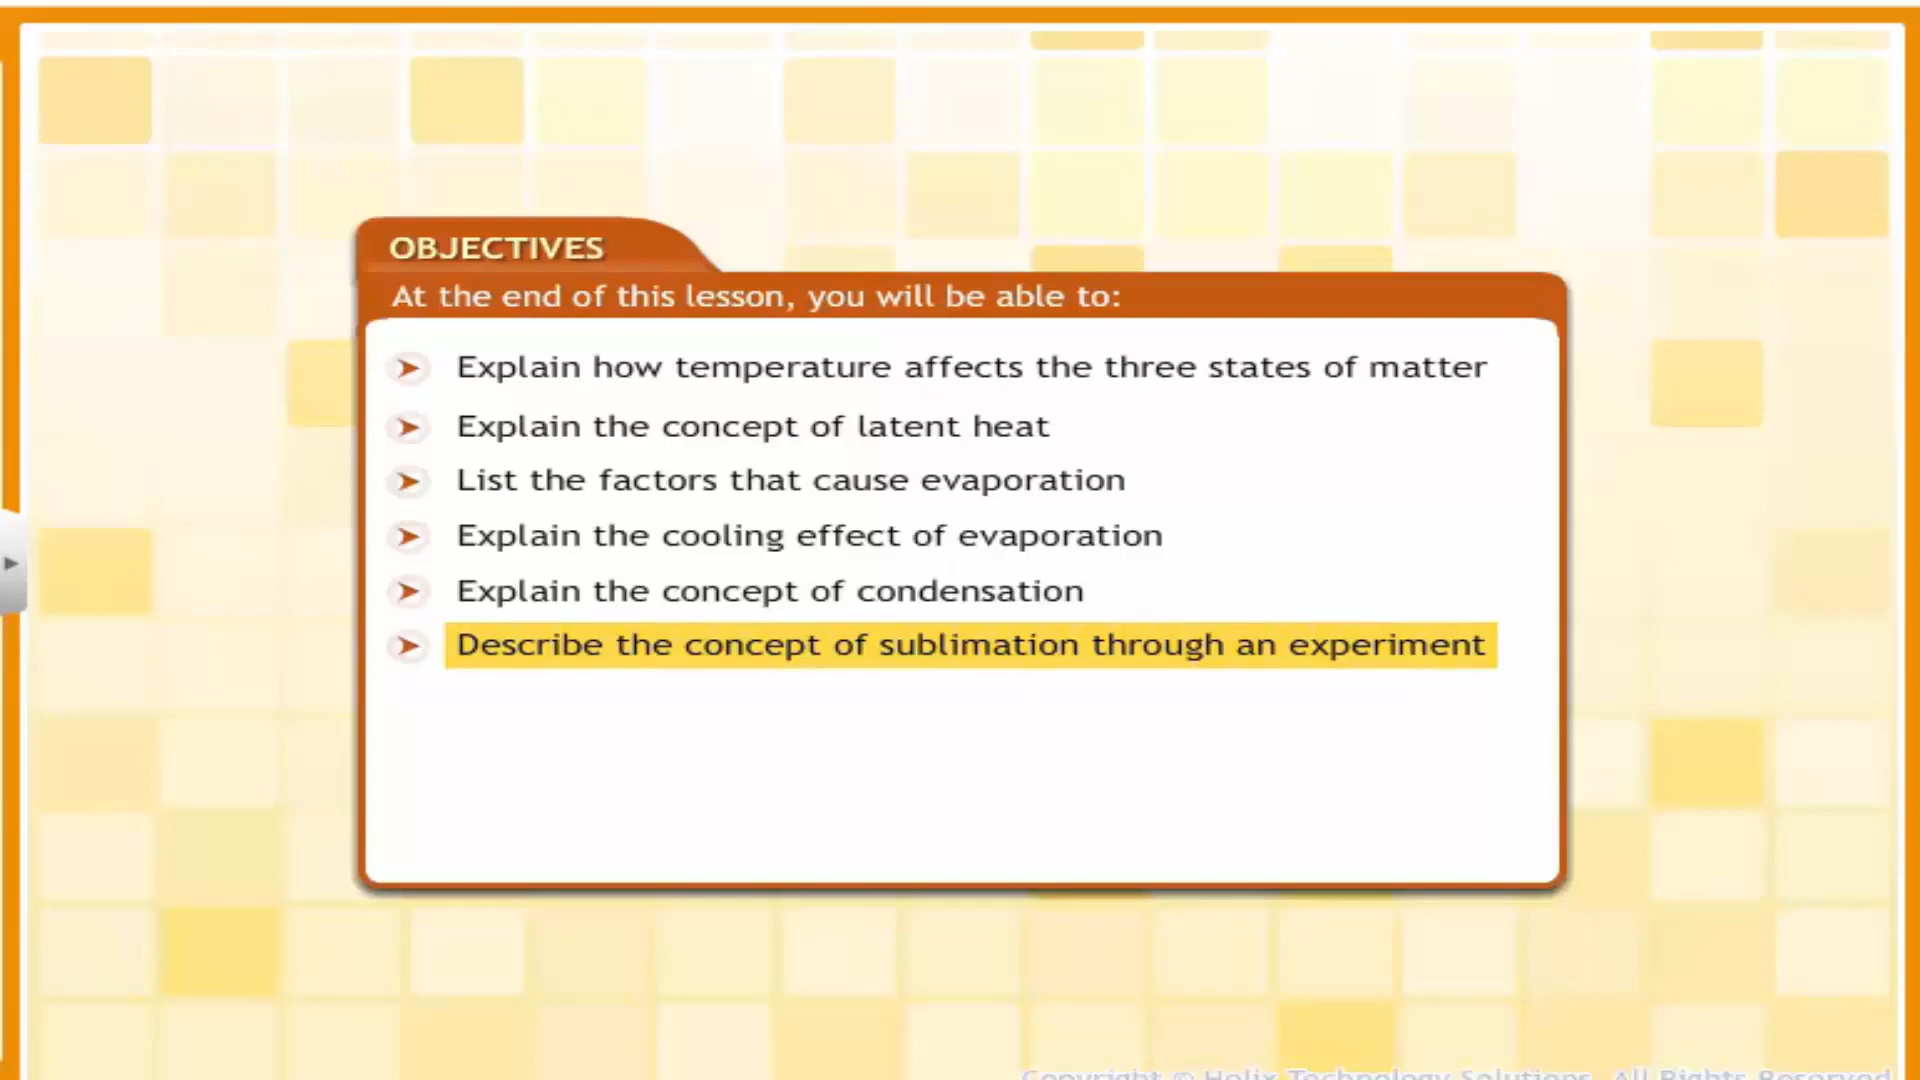 OBJECTIVES
At the end of this lesson, you will be able to:
Explain how temperature affects the three states of matter
Explain the concept of latent heat
List the factors that cause evaporation
Explain the cooling effect of evaporation
Explain the concept of condensation
Describe the concept of sublimation through an experiment
Copyright © Helix Technology Solutions. All Rights Reserved